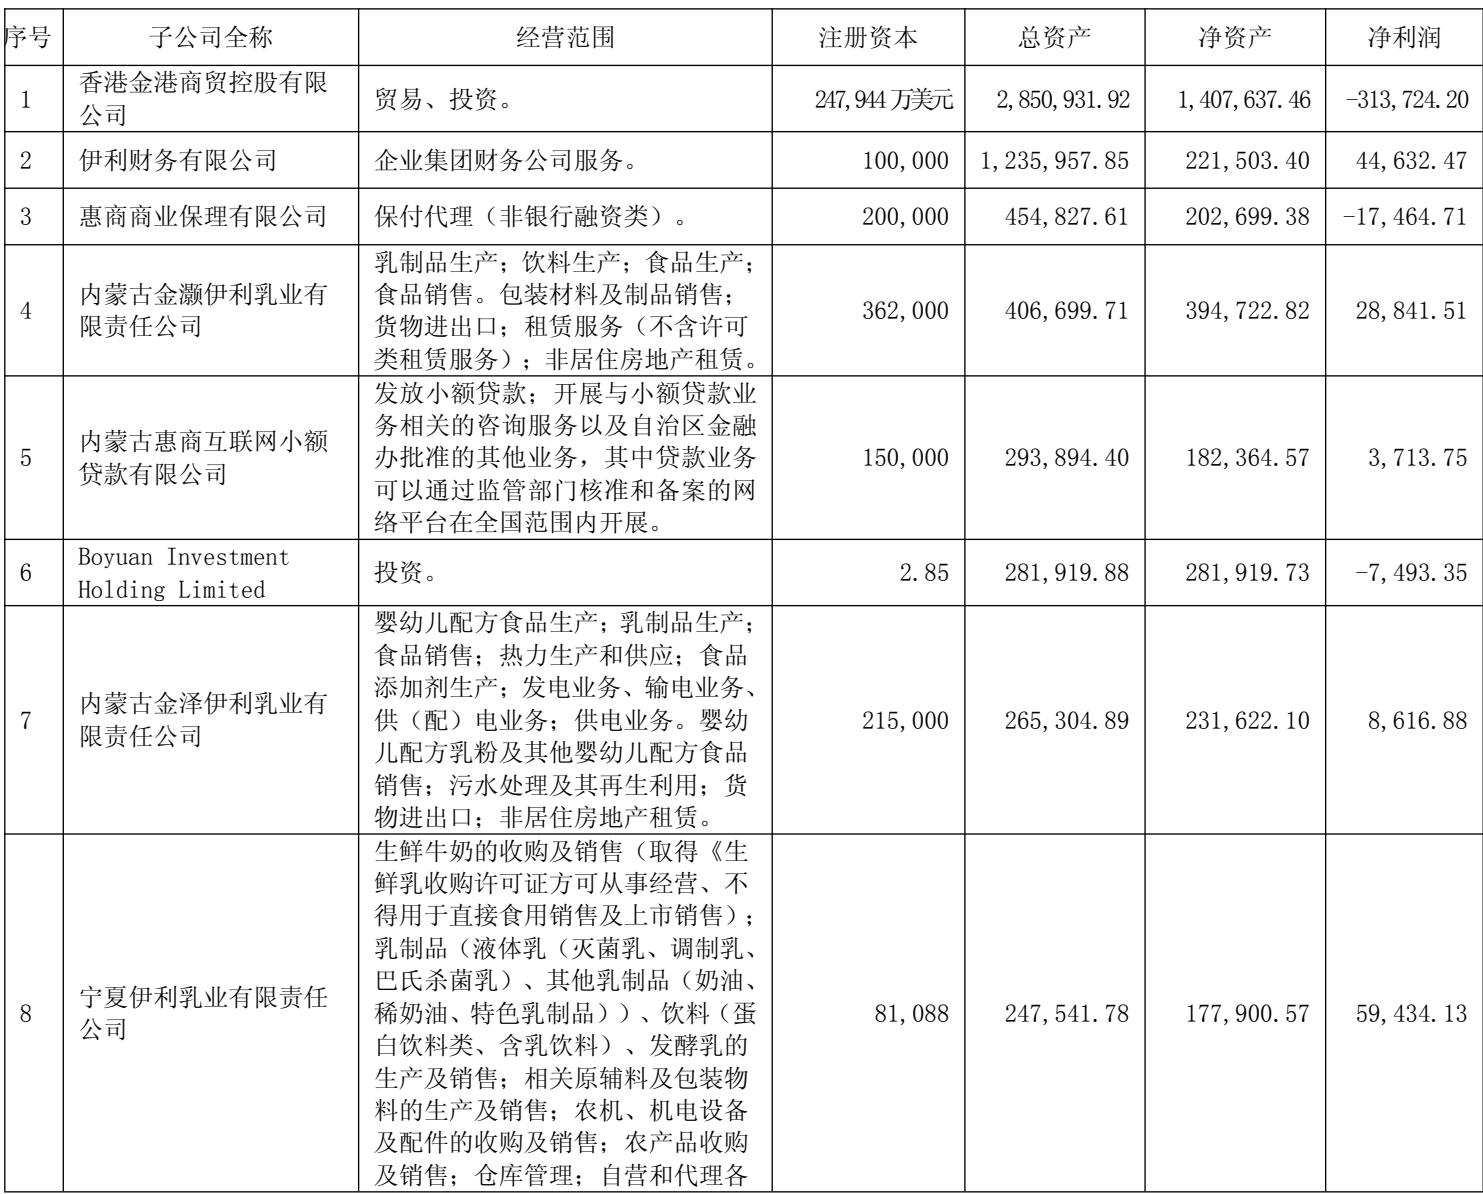 序号 子公司全称 经营范围 注册资本 总资产 净资产 净利润
1 香港金港商贸控股有限 贸易、投资。 247,944万美元 2,850,931.92 1,407,637.46 -313,724.20
公司
2 伊利财务有限公司 企业集团财务公司服务。 100,000 1,235,957.85 221,503.40 44,632.47
3 惠商商业保理有限公司 保付代理（非银行融资类）。 200,000 454,827.61 202,699.38 -17,464.71
乳制品生产；饮料生产；食品生产；
4 内蒙古金灏伊利乳业有 食品销售。包装材料及制品销售； 362,000 406,699.71 394,722.82 28,841.51
限责任公司 货物进出口；租赁服务（不含许可
类租赁服务）；非居住房地产租赁。
发放小额贷款；开展与小额贷款业
务相关的咨询服务以及自治区金融
5 内蒙古惠商互联网小额 办批准的其他业务，其中贷款业务 150,000 293,894.40 182,364.57 3,713.75
贷款有限公司 可以通过监管部门核准和备案的网
络平台在全国范围内开展。
6 Boyuan Investment 投资。 2.85 281,919.88 281,919.73 -7,493.35
Holding Limited
婴幼儿配方食品生产；乳制品生产；
食品销售；热力生产和供应；食品
添加剂生产；发电业务、输电业务、
7 内蒙古金泽伊利乳业有 供（配）电业务；供电业务。婴幼 215,000 265,304.89 231,622.10 8,616.88
限责任公司 儿配方乳粉及其他婴幼儿配方食品
销售；污水处理及其再生利用；货
物进出口；非居住房地产租赁。
生鲜牛奶的收购及销售（取得《生
鲜乳收购许可证方可从事经营、不
得用于直接食用销售及上市销售）；
乳制品（液体乳（灭菌乳、调制乳、
巴氏杀菌乳）、其他乳制品（奶油、
8 宁夏伊利乳业有限责任 稀奶油、特色乳制品））、饮料（蛋 81,088 247,541.78 177,900.57 59,434.13
公司 白饮料类、含乳饮料）、发酵乳的
生产及销售；相关原辅料及包装物
料的生产及销售；农机、机电设备
及配件的收购及销售；农产品收购
及销售；仓库管理；自营和代理各